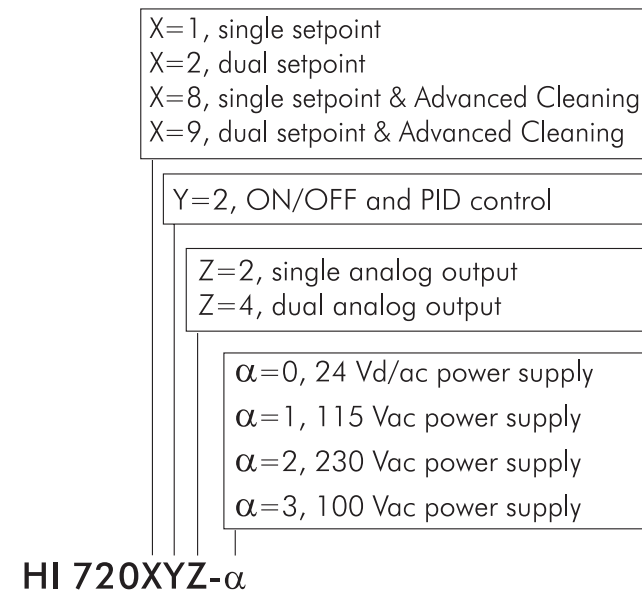 X=1, single setpoint
X=2, dual setpoint
X=8, single setpoint & Advanced Cleaning
X=9, dual setpoint & Advanced Cleaning
Y=2, ON/OFF and PID control
Z=2, single analog output
Z=4, dual analog output
α=0, 24 Vd/ac power supply
α=1, 115 Vac power supply
α=2, 230 Vac power supply
α=3, 100 Vac power supply
HI 720XYZ-α